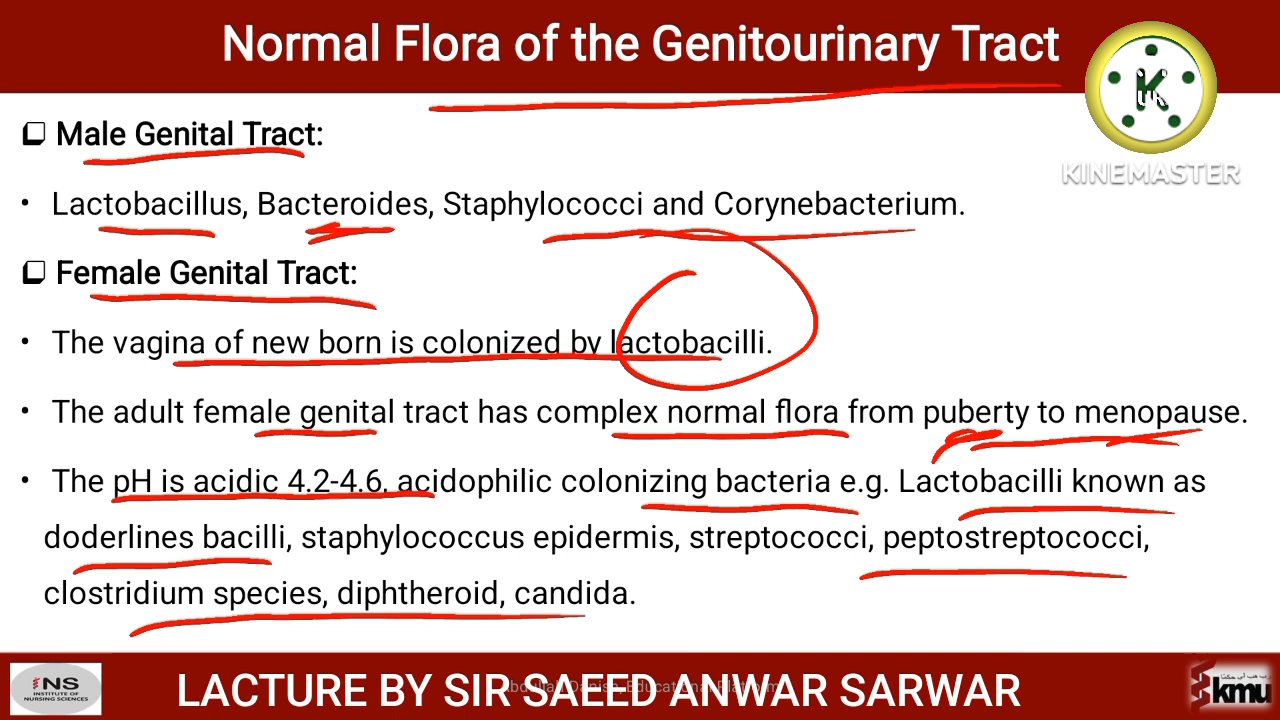 Normal Flora of the Genitourinary Tract
K
UK
KINEMASTER
Male Genital Tract:
• Lactobacillus, Bacteroides, Staphylococci and Corynebacterium.
Female Genital Tract:
• The vagina of new born is colonized by lactobacilli.
• The adult female genital tract has complex normal flora from puberty to menopause.
• The pH is acidic 4.2-4.6, acidophilic colonizing bacteria e.g. Lactobacilli known as
doderlines bacilli, staphylococcus epidermis, streptococci, peptostreptococci,
clostridium species, diphtheroid, candida.
INS
INSTITUTE OF
NURSING SCIENCES
LACTURE BY SIR SAEED ANWAR SARWAR
kmu